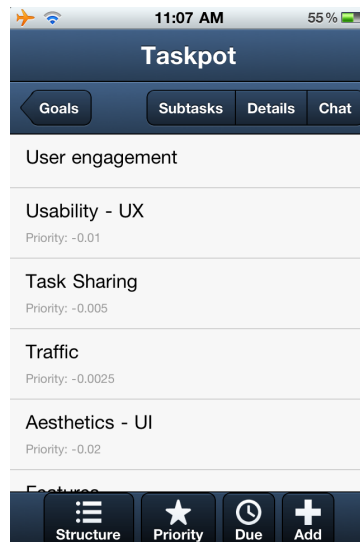 11:07 AM 55 %
Taskpot
Goals Subtasks Details Chat
User engagement
Usability - UX
Priority: -0.01
Task Sharing
Priority: -0.005
Traffic
Priority: -0.0025
Aesthetics - UI
Priority: -0.02
Features
Structure Priority Due Add